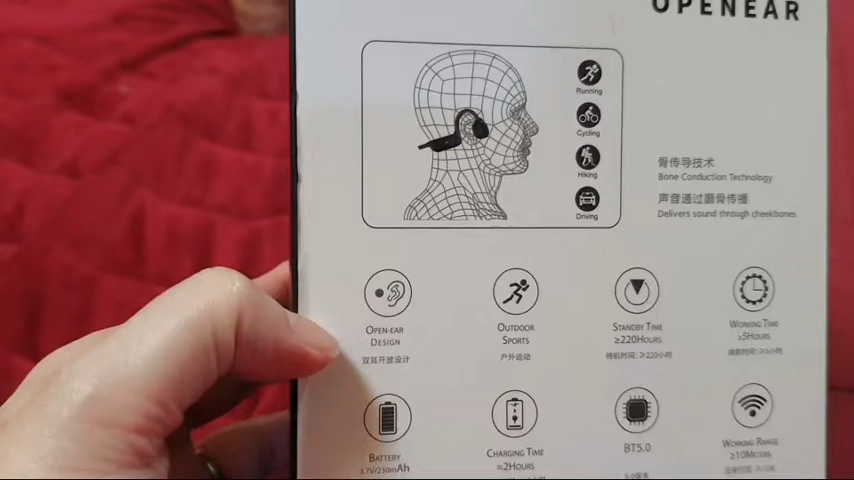 OPENEAR
Running
Cycling
Hiking
Driving
骨传导技术
Bone Conduction Technology
声音通过颧骨传播
Delivers sound through cheekbones
OPEN-EAR
DESIGN
双耳开放设计
OUTDOOR
SPORTS
户外运动
STANDBY TIME
≥220HOURS
待机时间:≥220小时
WORKING TIME
≥5HOURS
BATTERY
3.7V/230mAh
CHARGING TIME
≈2HOURS
BT5.0
WORKING RANGE
≥10METERS